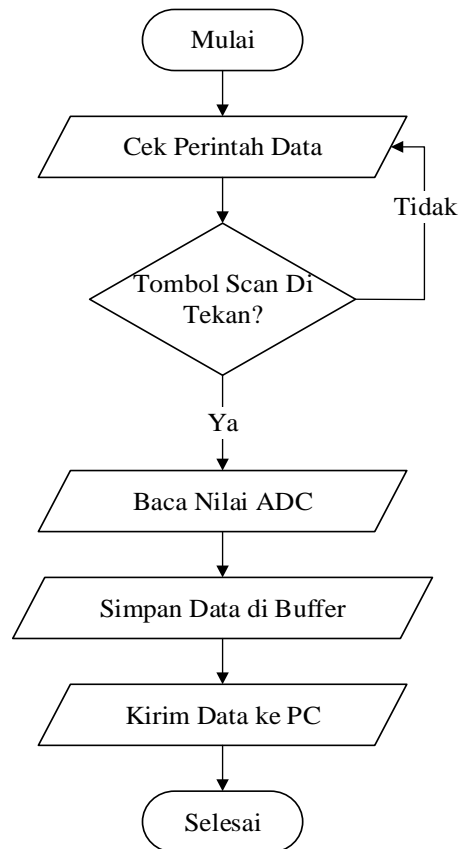 Mulai
Cek Perintah Data
Tidak
Tombol Scan Di
Tekan?
Ya
Baca Nilai ADC
Simpan Data di Buffer
Kirim Data ke PC
Selesai